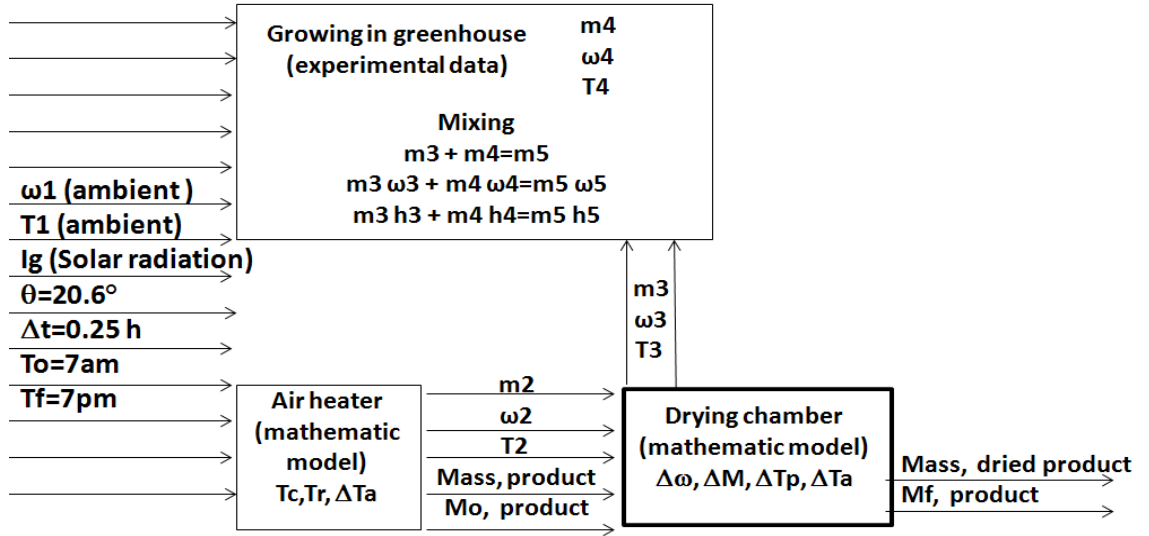 Growing in greenhouse
(experimental data)
m4
ω4
T4
Mixing
m3 + m4=m5
m3 ω3 + m4 ω4=m5 ω5
m3 h3 + m4 h4=m5 h5
ω1 (ambient )
T1 (ambient)
Ig (Solar radiation)
θ=20.6°
Δt=0.25 h
To=7am
Tf=7pm
m3
ω3
T3
Air heater
(mathematic
model)
Tc,Tr, ΔTa
m2
ω2
T2
Mass, product
Mo, product
Drying chamber
(mathematic model)
Δω, ΔM, ΔTp, ΔTa
Mass, dried product
Mf, product